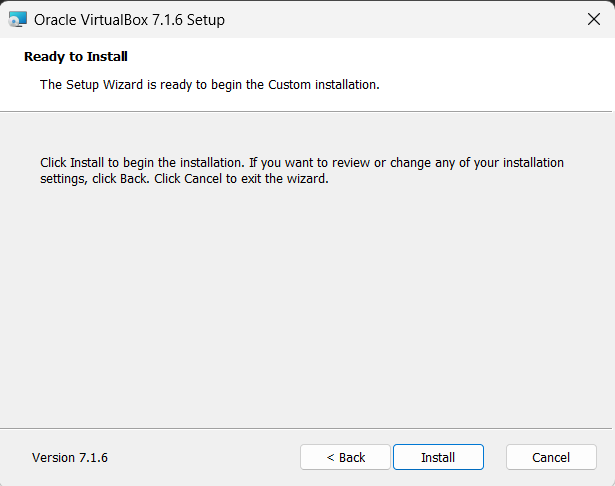 Oracle VirtualBox 7.1.6 Setup
Ready to Install
The Setup Wizard is ready to begin the Custom installation.
Click Install to begin the installation. If you want to review or change any of your installation
settings, click Back. Click Cancel to exit the wizard.
Version 7.1.6
< Back
Install
Cancel